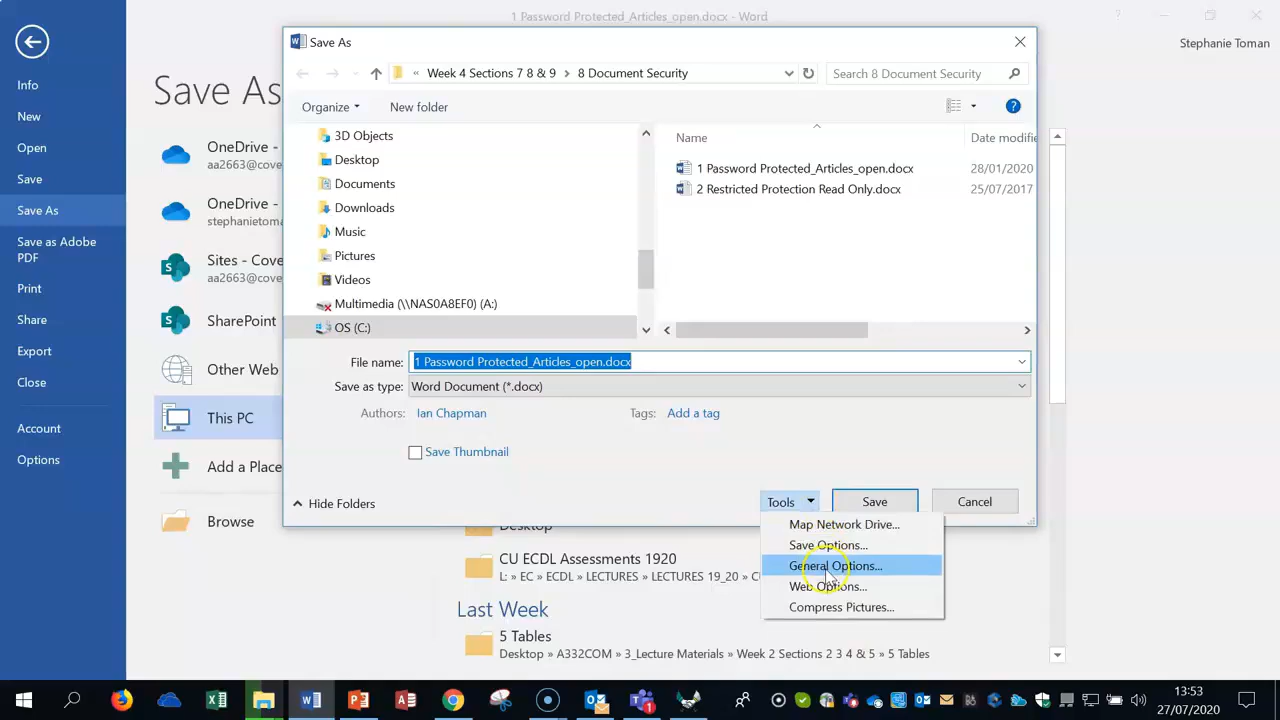 1 Password Protected_Articles_open.docx - Word
Stephanie Toman
Info
New
Open
Save
Save As
Save as Adobe
PDF
Print
Share
Export
Close
Account
Options
Save As
OneDrive -
aa2663@cove
OneDrive -
stephanietoma
Sites - Cove
aa2663@cove
SharePoint
Other Web
This PC
Add a Place
Browse
Save As
« Week 4 Sections 7 8 & 9 > 8 Document Security
Search 8 Document Security
Organize
New folder
?
3D Objects
Desktop
Documents
Downloads
Music
Pictures
Videos
Multimedia (\\NAS0A8EF0) (A:)
OS (C:)
Name
Date modifie
1 Password Protected_Articles_open.docx
28/01/2020
2 Restricted Protection Read Only.docx
25/07/2017
File name:
1 Password Protected_Articles_open.docx
Save as type:
Word Document (*.docx)
Authors:
Ian Chapman
Tags:
Add a tag
Save Thumbnail
Hide Folders
Tools
Save
Cancel
Map Network Drive...
Save Options...
General Options...
Web Options...
Compress Pictures...
Desktop
CU ECDL Assessments 1920
L: » EC » ECDL » LECTURES » LECTURES 19_20 » CU
Last Week
5 Tables
Desktop » A332COM » 3_Lecture Materials » Week 2 Sections 2 3 4 & 5 » 5 Tables
13:53
27/07/2020